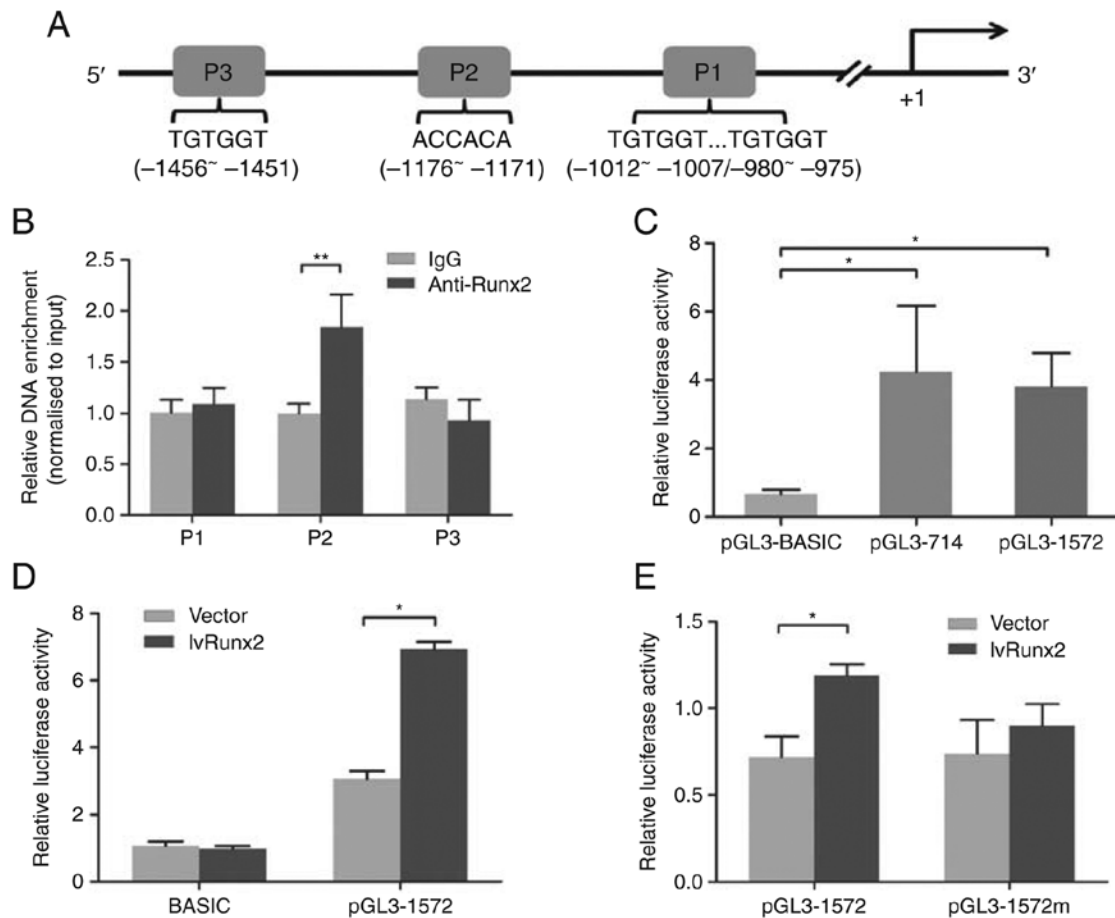 A
5′ P3 P2 P1 3′
+1
TGTGGT ACCACA TGTGGT...TGTGGT
(–1456~ –1451) (–1176~ –1171) (–1012~ –1007/–980~ –975)
B
IgG
Anti-Runx2
**
Relative DNA enrichment
(normalised to input)
2.5
2.0
1.5
1.0
0.5
0.0
P1 P2 P3
C
Relative luciferase activity
8
6
4
2
0
*
*
pGL3-BASIC pGL3-714 pGL3-1572
D
Vector
lvRunx2
*
Relative luciferase activity
8
6
4
2
0
BASIC pGL3-1572
E
Vector
lvRunx2
*
Relative luciferase activity
1.5
1.0
0.5
0.0
pGL3-1572 pGL3-1572m